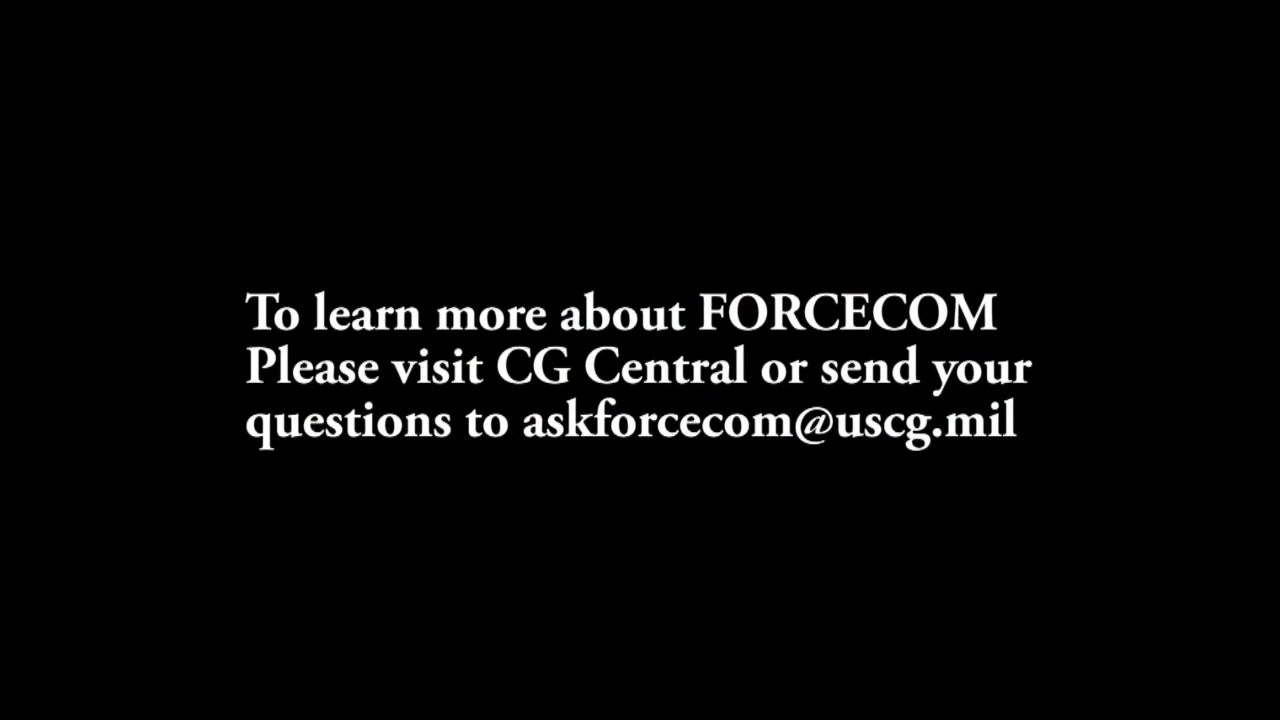 To learn more about FORCECOM
Please visit CG Central or send your
questions to askforcecom@uscg.mil